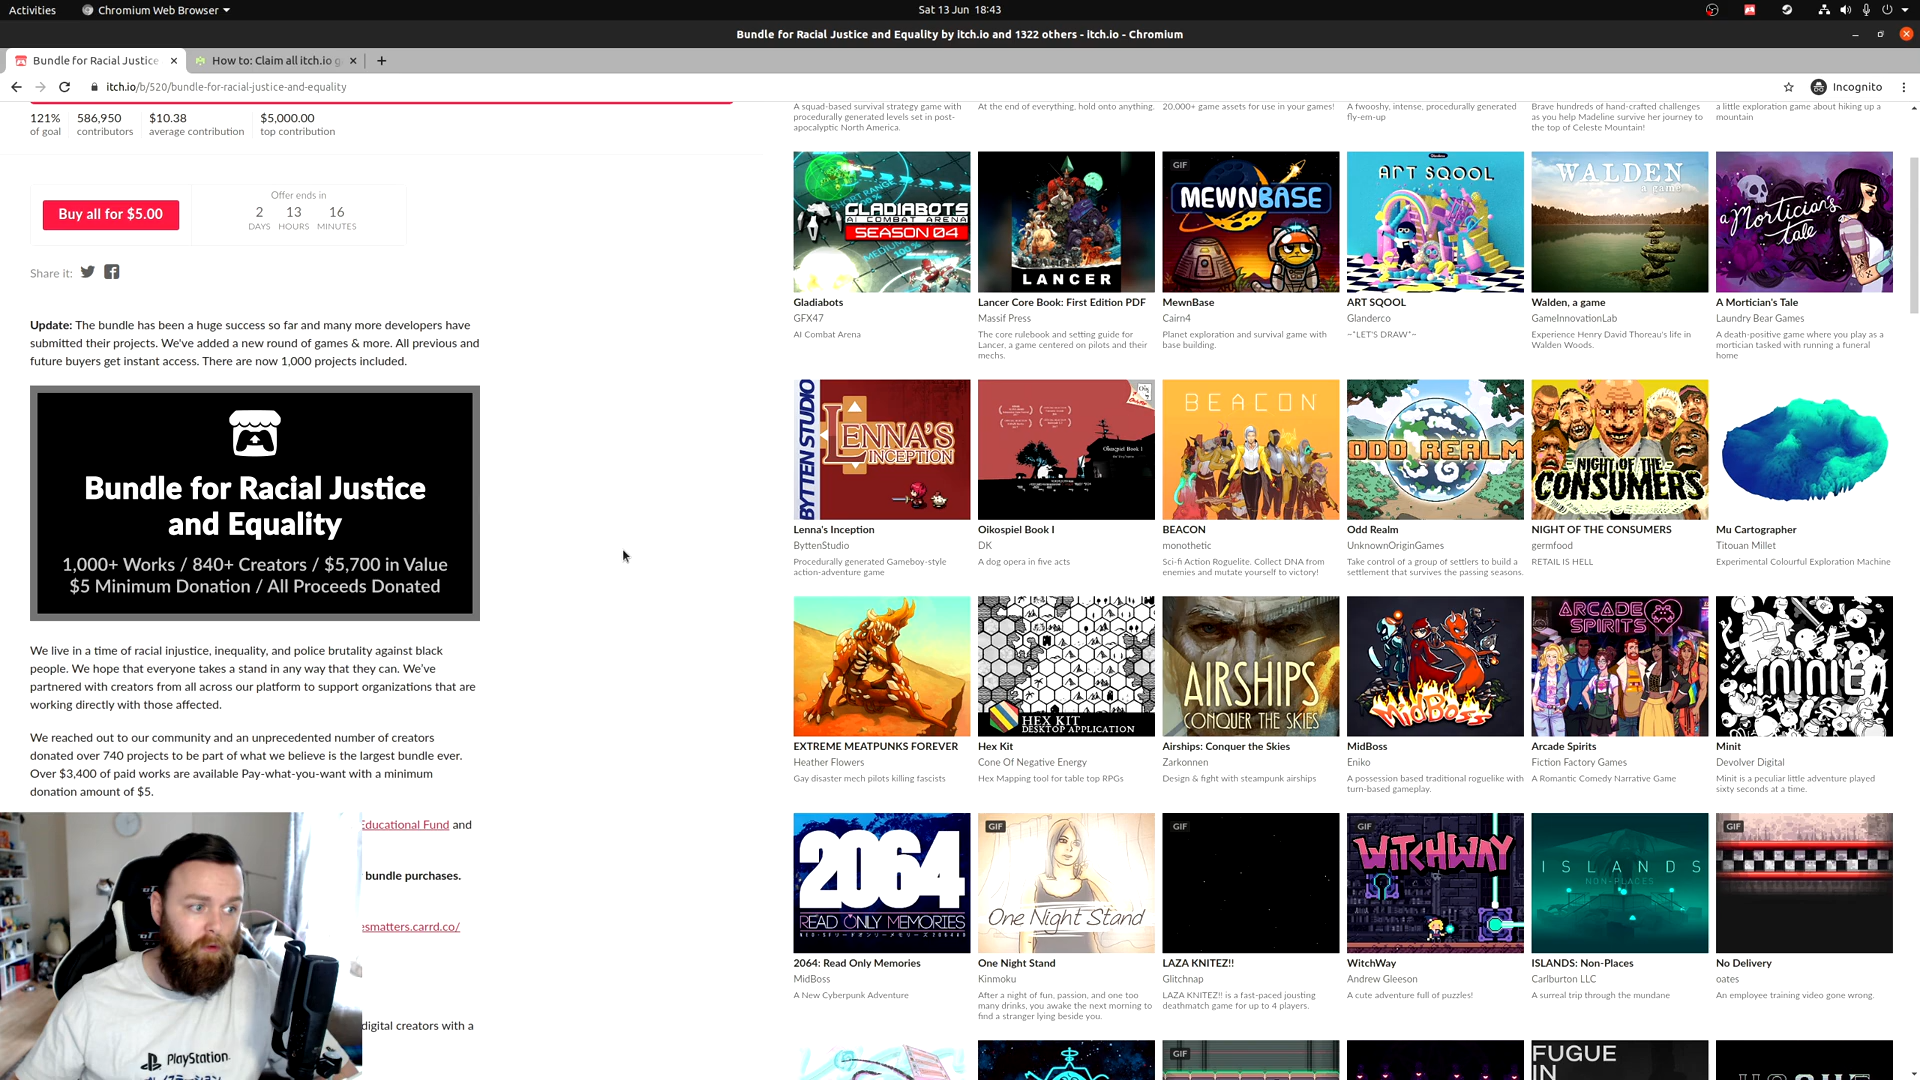 Activities
Chromium Web Browser
Sat 13 Jun 18:43
Bundle for Racial Justice and Equality by itch.io and 1322 others - itch.io - Chromium
Bundle for Racial Justice
How to: Claim all itch.io g
itch.io/b/520/bundle-for-racial-justice-and-equality
Incognito
121%
of goal
586,950
contributors
$10.38
average contribution
$5,000.00
top contribution
Buy all for $5.00
Offer ends in
2 13 16
DAYS HOURS MINUTES
Share it:
Update: The bundle has been a huge success so far and many more developers have
submitted their projects. We've added a new round of games & more. All previous and
future buyers get instant access. There are now 1,000 projects included.
Bundle for Racial Justice
and Equality
1,000+ Works / 840+ Creators / $5,700 in Value
$5 Minimum Donation / All Proceeds Donated
We live in a time of racial injustice, inequality, and police brutality against black
people. We hope that everyone takes a stand in any way that they can. We've
partnered with creators from all across our platform to support organizations that are
working directly with those affected.
We reached out to our community and an unprecedented number of creators
donated over 740 projects to be part of what we believe is the largest bundle ever.
Over $3,400 of paid works are available Pay-what-you-want with a minimum
donation amount of $5.
Educational Fund and
bundle purchases.
esmatters.carrd.co/
digital creators with a
PlayStation
A squad-based survival strategy game with
procedurally generated levels set in post-
apocalyptic North America.
At the end of everything, hold onto anything.
20,000+ game assets for use in your games!
A fwooshy, intense, procedurally generated
fly-em-up
Brave hundreds of hand-crafted challenges
as you help Madeline survive her journey to
the top of Celeste Mountain!
a little exploration game about hiking up a
mountain
GLADIABOTS
AI COMBAT ARENA
SEASON 04
Gladiabots
GFX47
AI Combat Arena
LANCER
Lancer Core Book: First Edition PDF
Massif Press
The core rulebook and setting guide for
Lancer, a game centered on pilots and their
mechs.
GIF
MEWNBASE
MewnBase
Cairn4
Planet exploration and survival game with
base building.
ART SQOOL
ART SQOOL
Glanderco
~*LET'S DRAW*~
WALDEN
a game
Walden, a game
GameInnovationLab
Experience Henry David Thoreau's life in
Walden Woods.
a Mortician's
tale
A Mortician's Tale
Laundry Bear Games
A death-positive game where you play as a
mortician tasked with running a funeral
home
BYTTEN STUDIO
LENNA'S
INCEPTION
Lenna's Inception
ByttenStudio
Procedurally generated Gameboy-style
action-adventure game
Oikospiel Book I
Oikospiel Book I
DK
A dog opera in five acts
BEACON
BEACON
monothetic
Sci-fi Action Roguelite. Collect DNA from
enemies and mutate yourself to victory!
ODD REALM
Odd Realm
UnknownOriginGames
Take control of a group of settlers to build a
settlement that survives the passing seasons.
NIGHT OF THE
CONSUMERS
NIGHT OF THE CONSUMERS
germfood
RETAIL IS HELL
Mu Cartographer
Titouan Millet
Experimental Colourful Exploration Machine
EXTREME MEATPUNKS FOREVER
Heather Flowers
Gay disaster mech pilots killing fascists
HEX KIT
DESKTOP APPLICATION
Hex Kit
Cone Of Negative Energy
Hex Mapping tool for table top RPGs
AIRSHIPS
CONQUER THE SKIES
Airships: Conquer the Skies
Zarkonnen
Design & fight with steampunk airships
MidBoss
MidBoss
Eniko
A possession based traditional roguelike with
turn-based gameplay.
ARCADE
SPIRITS
Arcade Spirits
Fiction Factory Games
A Romantic Comedy Narrative Game
minit
Minit
Devolver Digital
Minit is a peculiar little adventure played
sixty seconds at a time.
2064
READ ONLY MEMORIES
2064: Read Only Memories
MidBoss
A New Cyberpunk Adventure
GIF
One Night Stand
One Night Stand
Kinmoku
After a night of fun, passion, and one too
many drinks, you awake the next morning to
find a stranger lying beside you.
GIF
LAZA KNITEZ!!
Glitchnap
LAZA KNITEZ!! is a fast-paced jousting
deathmatch game for up to 4 players.
GIF
WITCHWAY
WitchWay
Andrew Gleeson
A cute adventure full of puzzles!
ISLANDS
NON-PLACES
ISLANDS: Non-Places
Carlburton LLC
A surreal trip through the mundane
GIF
No Delivery
oates
An employee training video gone wrong.
GIF
FUGUE
IN